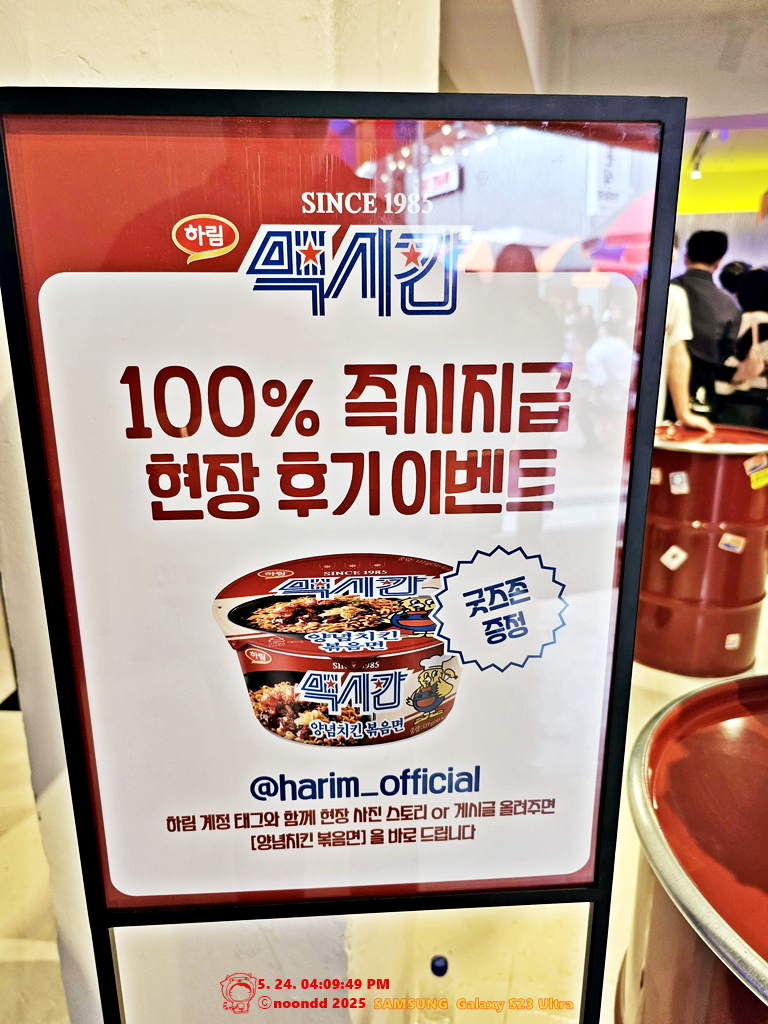 SINCE 1985
하림
맥시칸
100% 즉시지급
현장 후기이벤트
하림
SINCE 1985
맥시칸
양념치킨
볶음면
굿즈존
증정
하림
SINCE 1985
맥시칸
양념치킨 볶음면
@harim_official
하림 계정 태그와 함께 현장 사진 스토리 or 게시글 올려주면
[양념치킨 볶음면] 을 바로 드립니다
5. 24. 04:09:49 PM
©noondd 2025 SAMSUNG Galaxy S23 Ultra